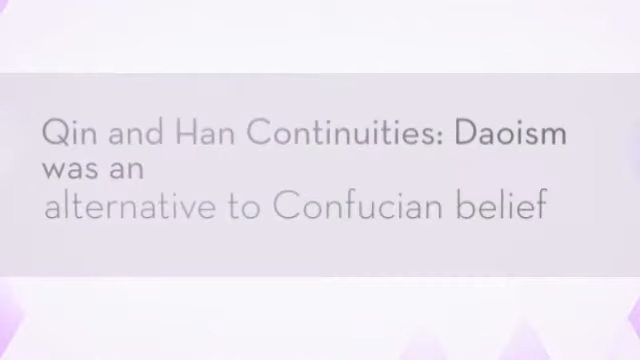 Qin and Han Continuities: Daoism
was an
alternative to Confucian belief